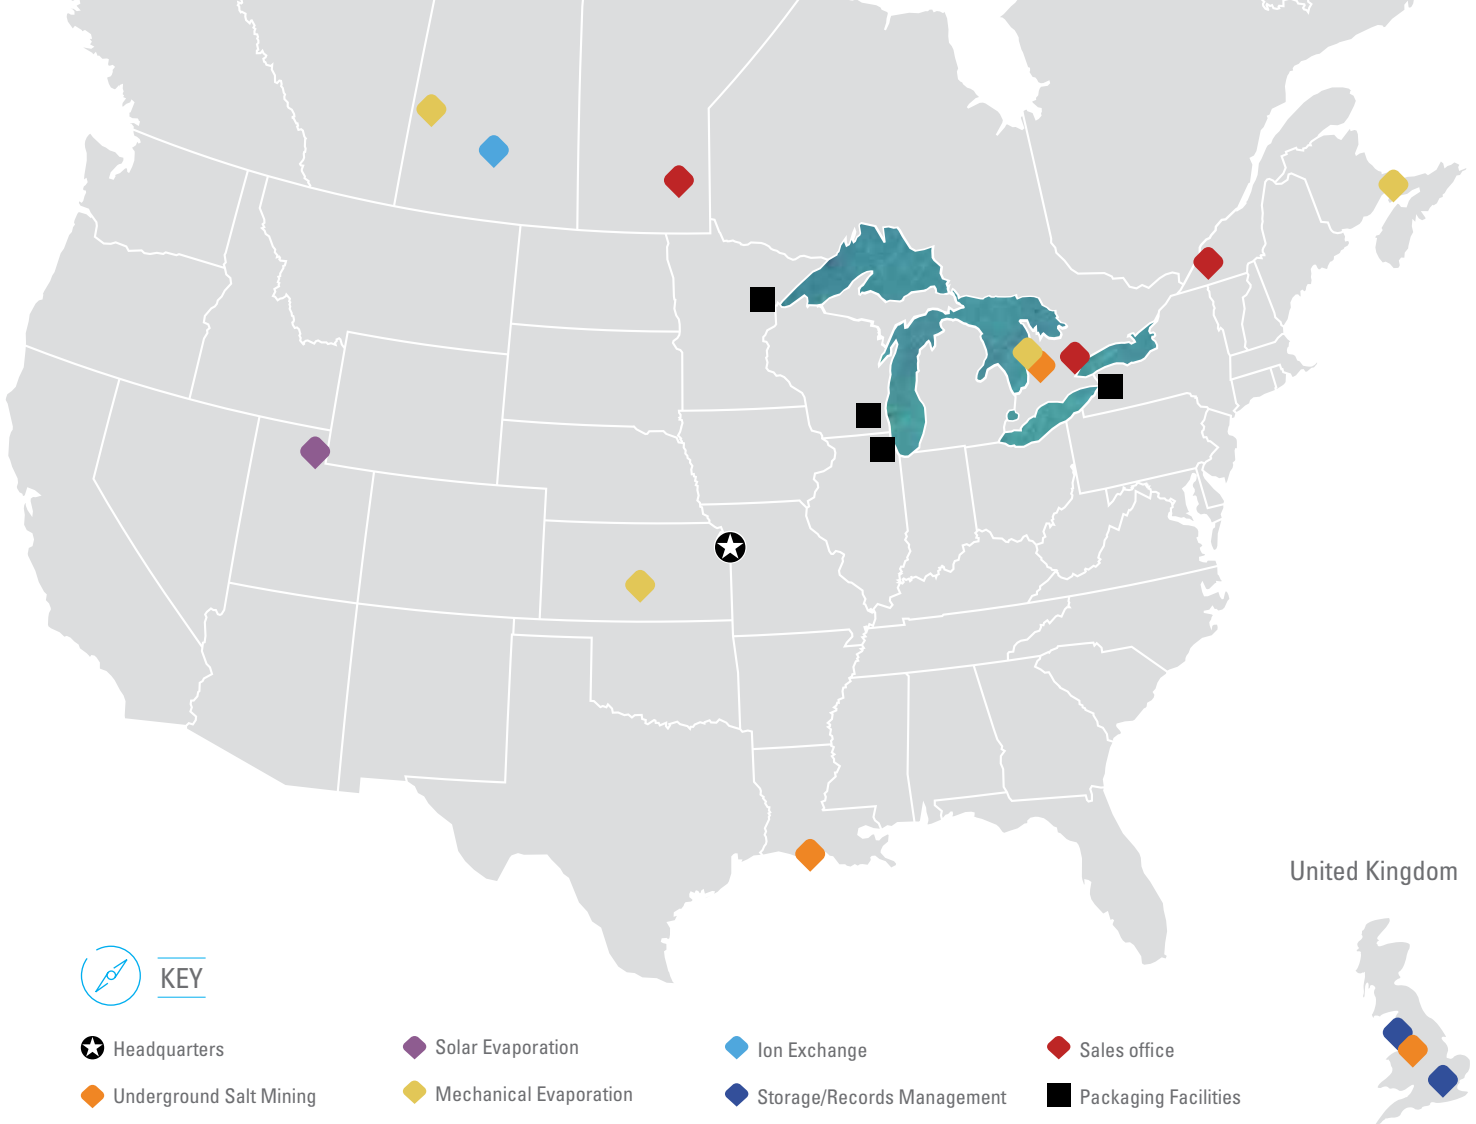 United Kingdom
KEY
Headquarters
Solar Evaporation
Ion Exchange
Sales office
Underground Salt Mining
Mechanical Evaporation
Storage/Records Management
Packaging Facilities